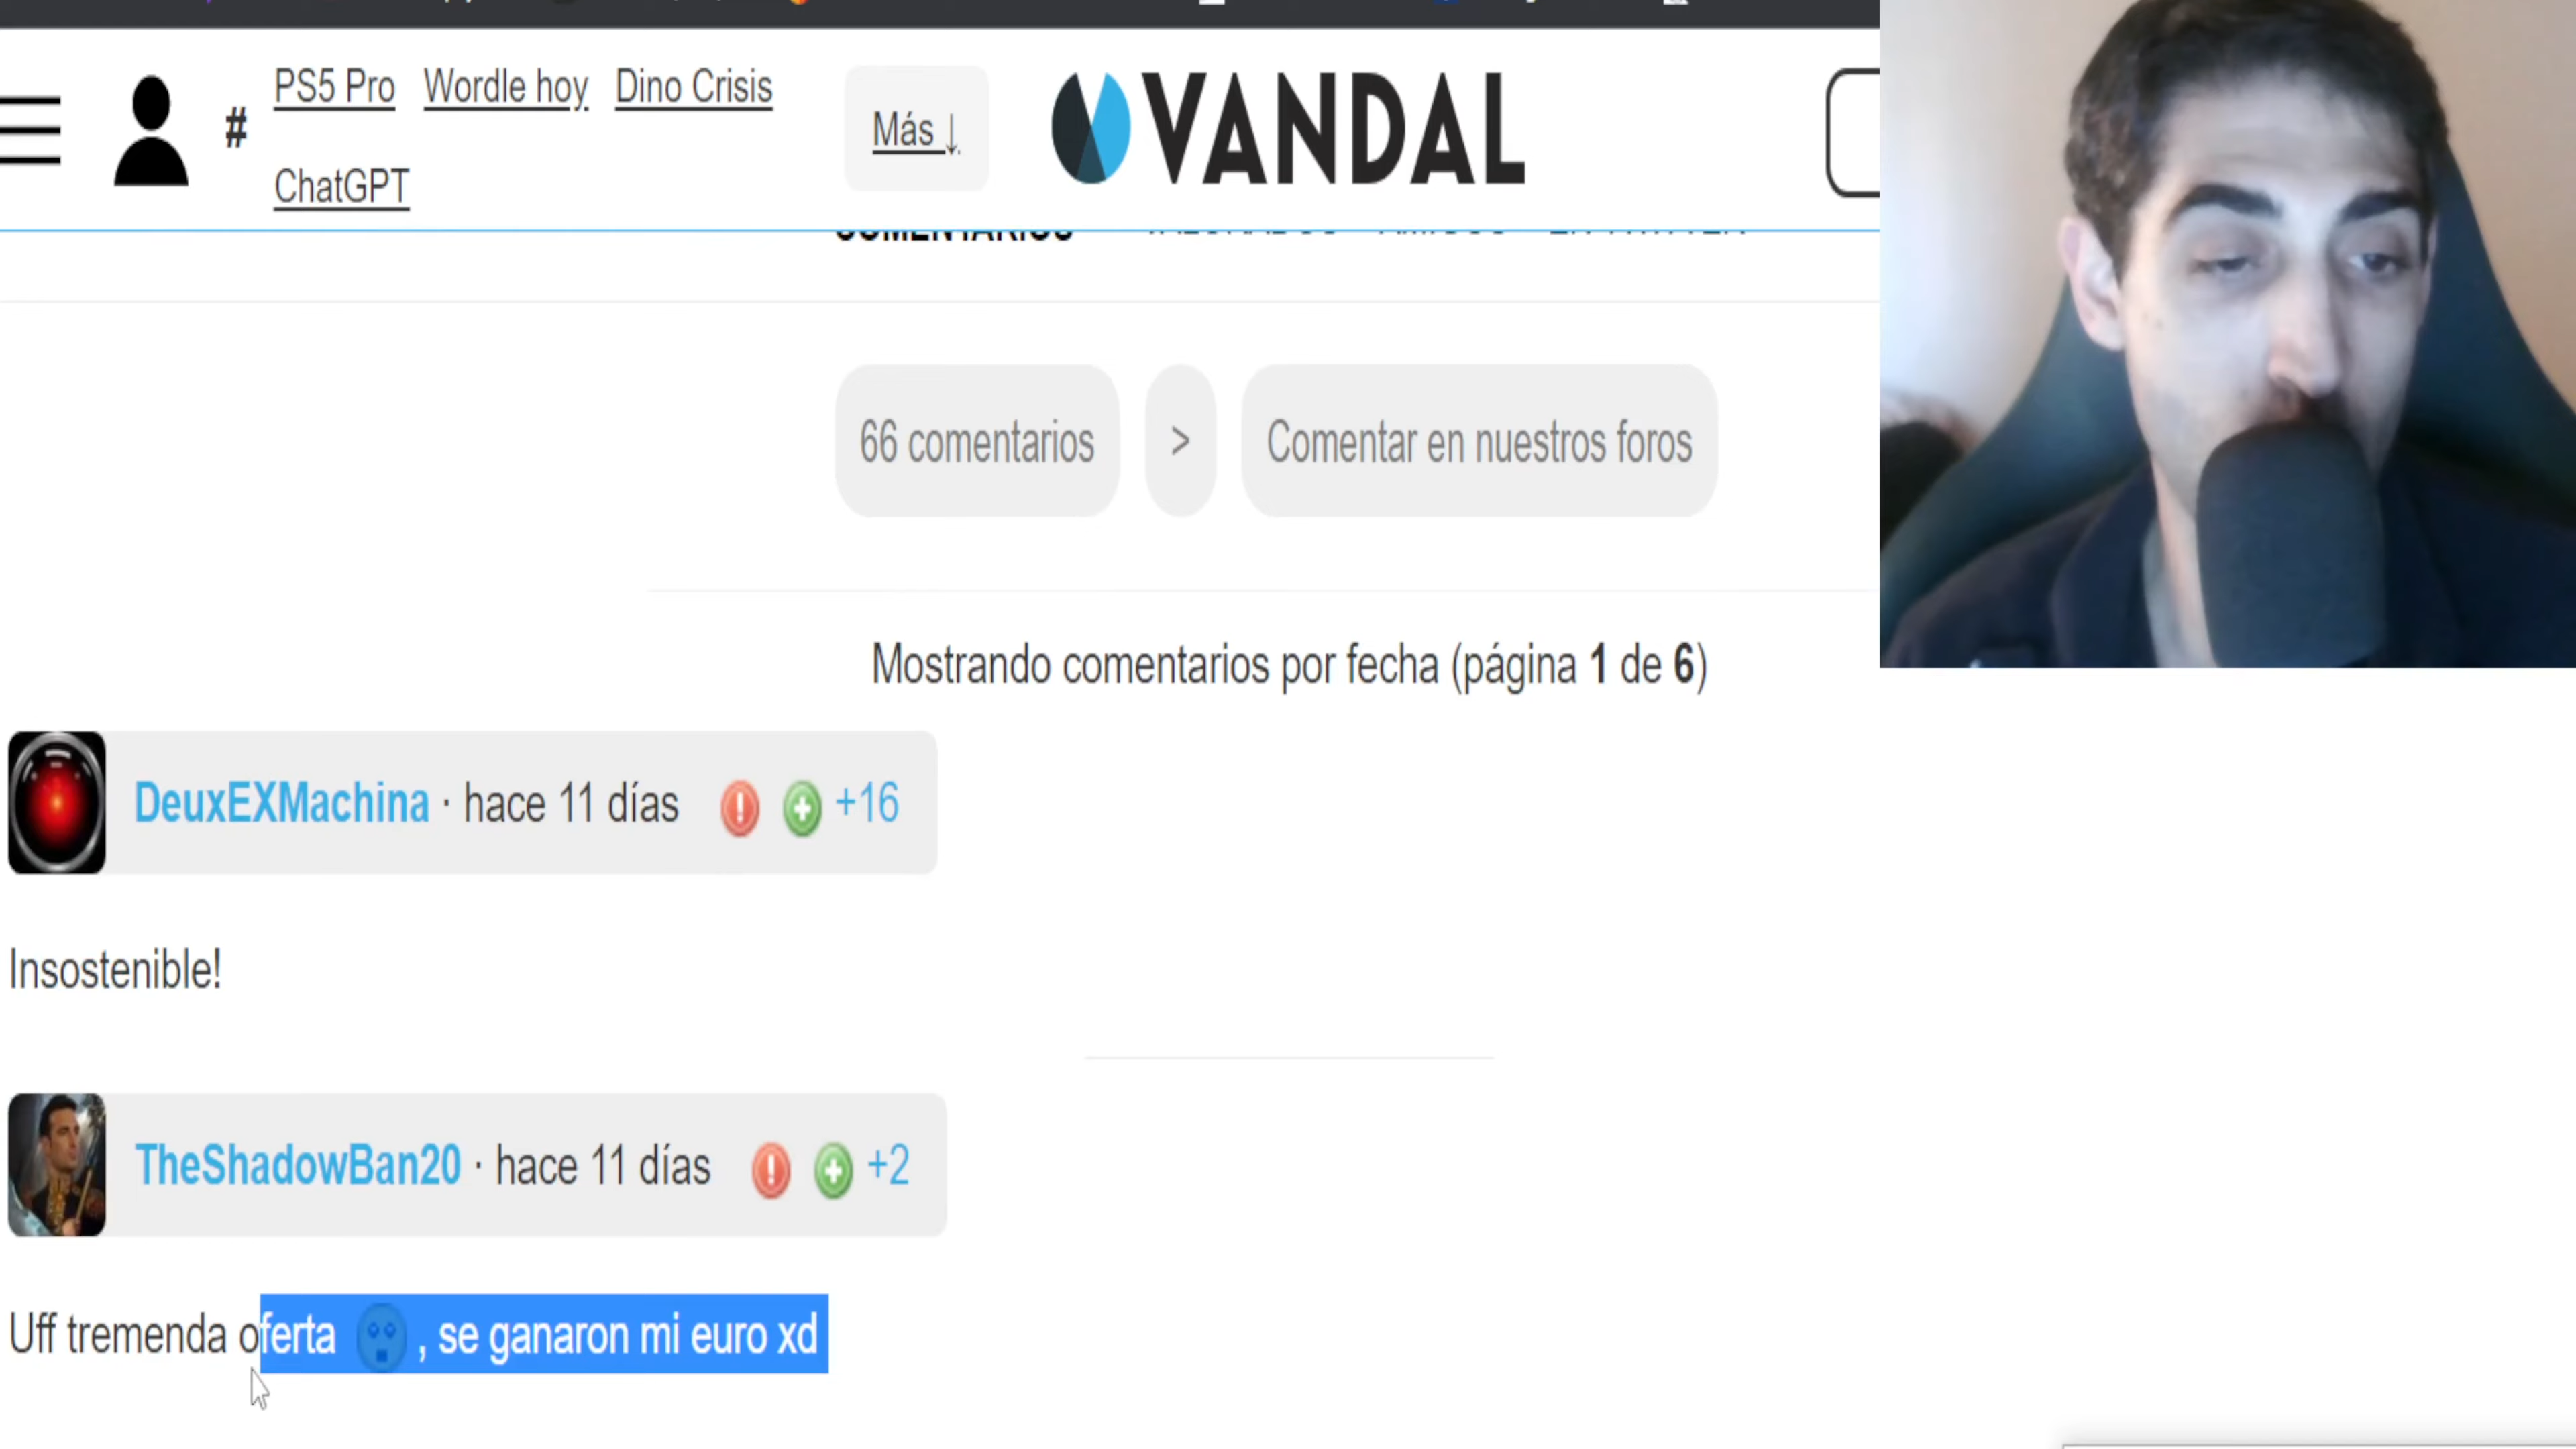 PS5 Pro Wordle hoy Dino Crisis
#
Más ↓
VANDAL
ChatGPT
COMENTARIOS
66 comentarios > Comentar en nuestros foros
Mostrando comentarios por fecha (página 1 de 6)
DeuxEXMachina · hace 11 días +16
Insostenible!
TheShadowBan20 · hace 11 días +2
Uff tremenda oferta , se ganaron mi euro xd